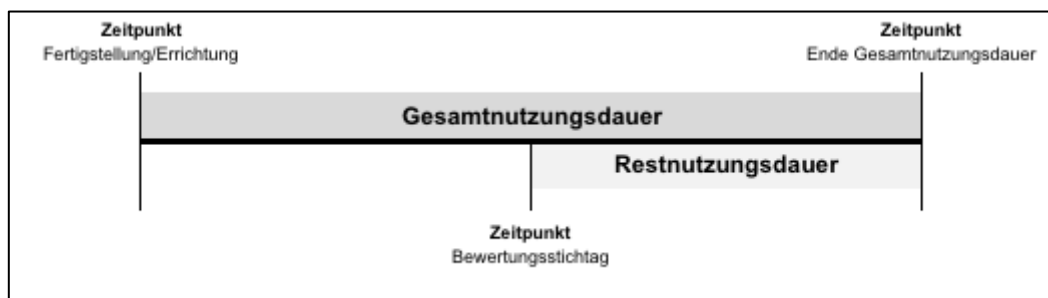 Zeitpunkt
Fertigstellung/Errichtung
Zeitpunkt
Ende Gesamtnutzungsdauer
Gesamtnutzungsdauer
Restnutzungsdauer
Zeitpunkt
Bewertungsstichtag